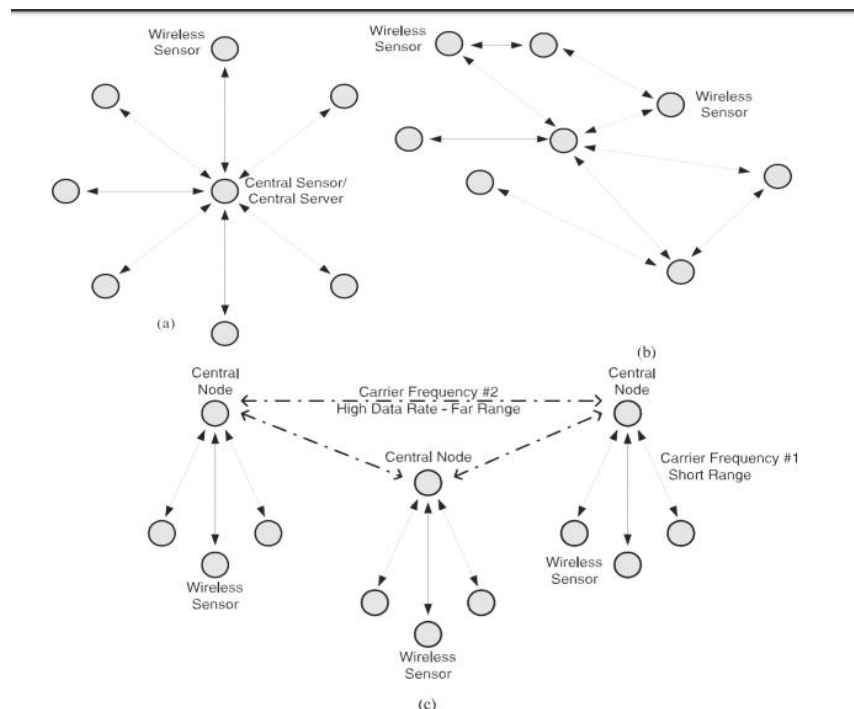 Wireless
Sensor
Central Sensor/
Central Server
(a)
Wireless
Sensor
Wireless
Sensor
(b)
Central
Node
Carrier Frequency #2
High Data Rate - Far Range
Central
Node
Central Node
Carrier Frequency #1
Short Range
Wireless
Sensor
Wireless
Sensor
Wireless
Sensor
(c)